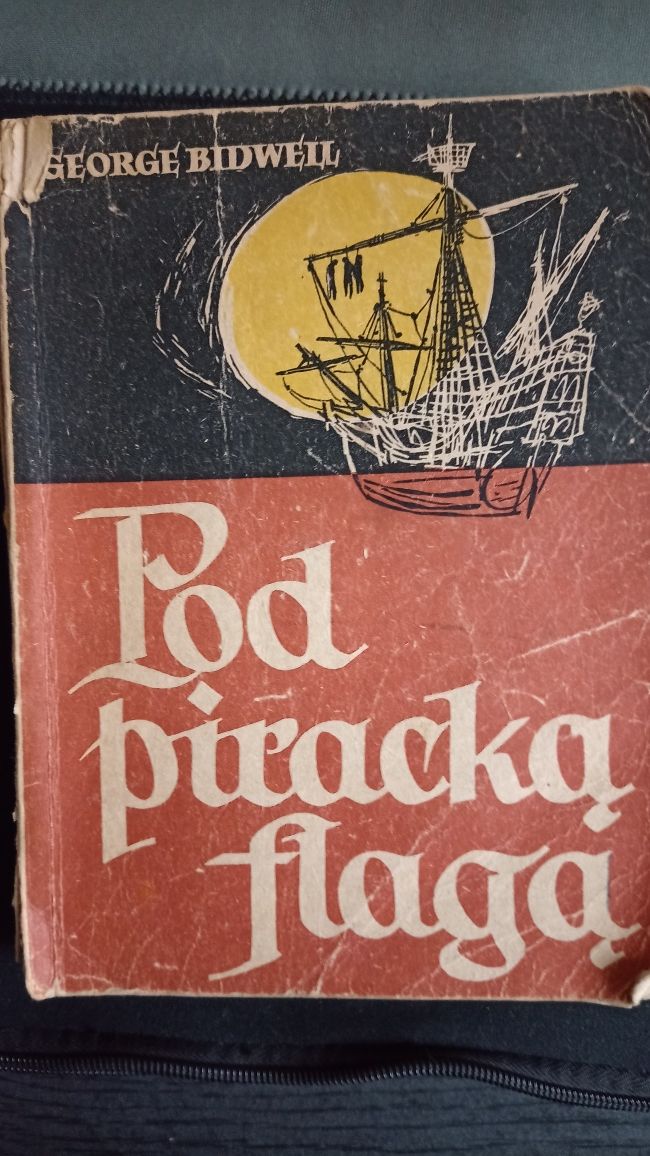 GEORGE BIDWELL
Pod
piracką
flagą